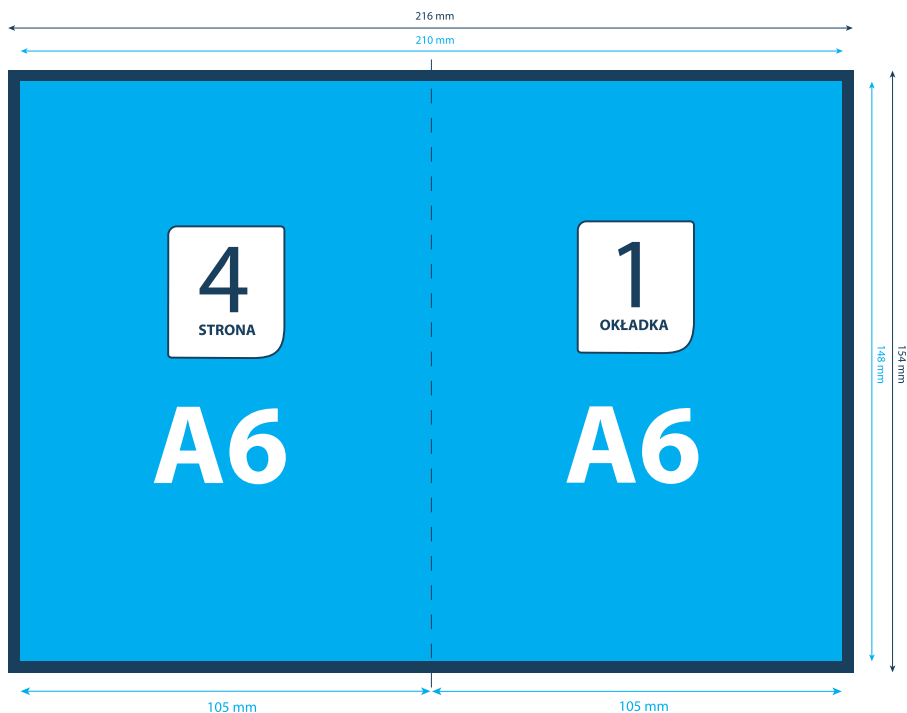 216 mm
210 mm
4
STRONA
A6
1
OKŁADKA
A6
148 mm
154 mm
105 mm
105 mm